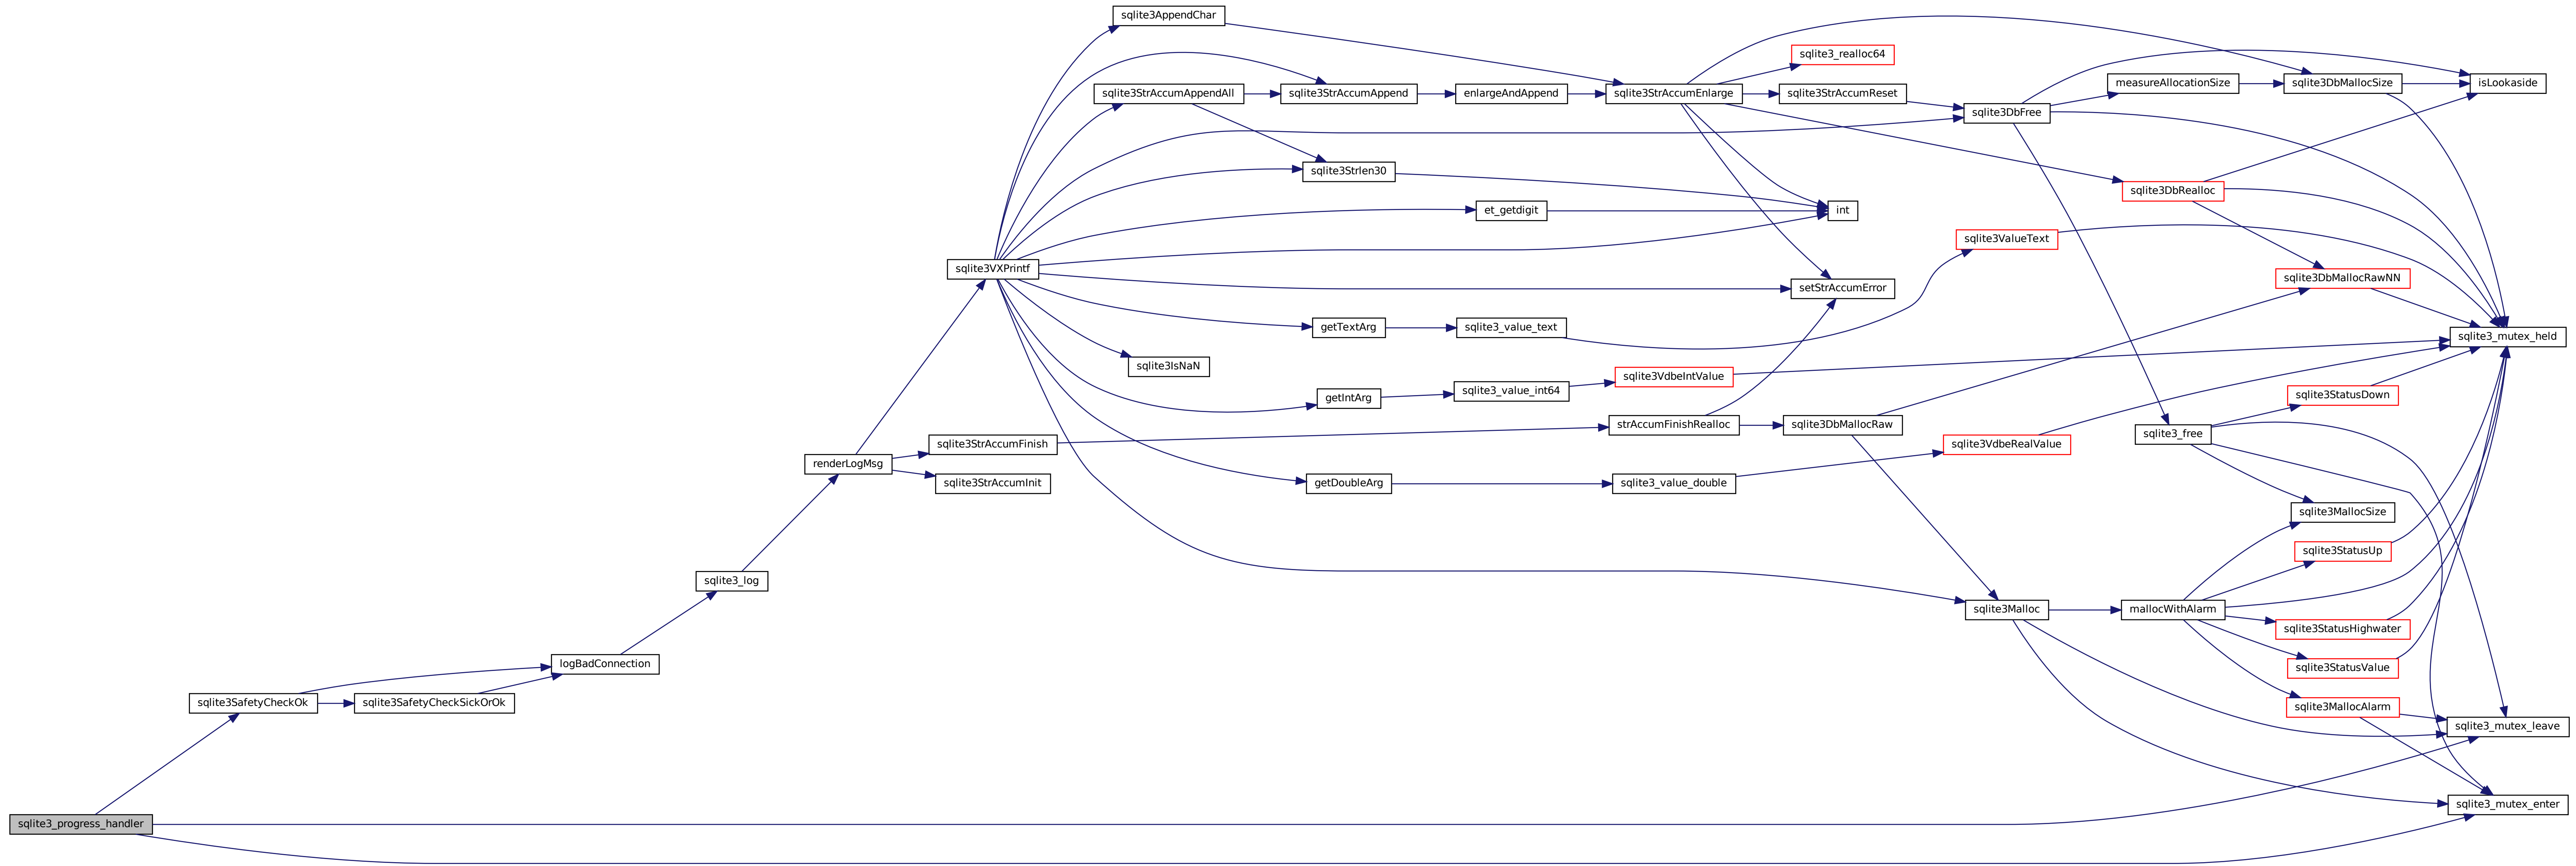 sqlite3AppendChar
sqlite3_realloc64
sqlite3StrAccumAppendAll
sqlite3StrAccumAppend
enlargeAndAppend
sqlite3StrAccumEnlarge
sqlite3StrAccumReset
measureAllocationSize
sqlite3DbMallocSize
isLookaside
sqlite3DbFree
sqlite3Strlen30
sqlite3DbRealloc
et_getdigit
int
sqlite3ValueText
sqlite3VXPrintf
sqlite3DbMallocRawNN
setStrAccumError
getTextArg
sqlite3_value_text
sqlite3_mutex_held
sqlite3IsNaN
sqlite3VdbeIntValue
getIntArg
sqlite3_value_int64
sqlite3StatusDown
strAccumFinishRealloc
sqlite3DbMallocRaw
sqlite3_free
sqlite3StrAccumFinish
sqlite3VdbeRealValue
renderLogMsg
sqlite3StrAccumInit
getDoubleArg
sqlite3_value_double
sqlite3MallocSize
sqlite3StatusUp
sqlite3_log
sqlite3Malloc
mallocWithAlarm
sqlite3StatusHighwater
logBadConnection
sqlite3StatusValue
sqlite3SafetyCheckOk
sqlite3SafetyCheckSickOrOk
sqlite3MallocAlarm
sqlite3_mutex_leave
sqlite3_mutex_enter
sqlite3_progress_handler